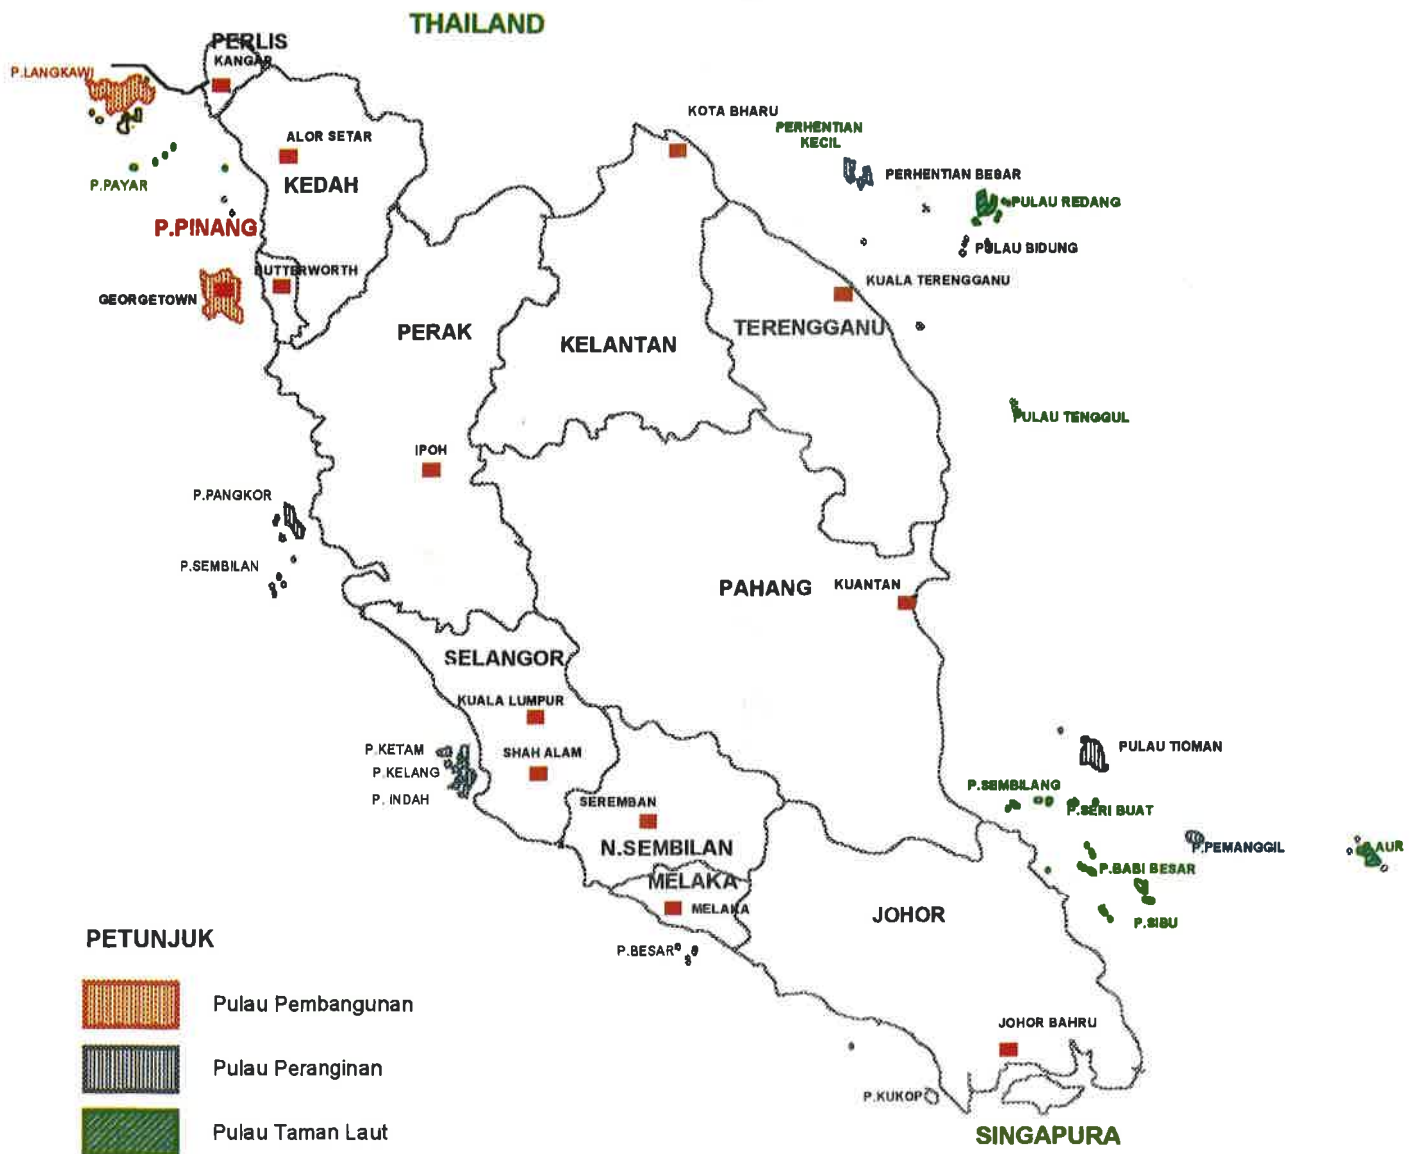 THAILAND
PERLIS
KANGAR
P.LANGKAWI
KOTA BHARU
PERHENTIAN
KECIL
ALOR SETAR
KEDAH
P.PAYAR
PERHENTIAN BESAR
PULAU REDANG
P.PINANG
PULAU BIDUNG
BUTTERWORTH
GEORGETOWN
KUALA TERENGGANU
PERAK
KELANTAN
TERENGGANU
PULAU TENGGUL
IPOH
P.PANGKOR
P.SEMBILAN
PAHANG
KUANTAN
SELANGOR
KUALA LUMPUR
P.KETAM
SHAH ALAM
P.KELANG
P. INDAH
PULAU TIOMAN
P.SEMBILANG
P.SERI BUAT
SEREMBAN
N.SEMBILAN
P.PEMANGGIL
P.AUR
P.BABI BESAR
MELAKA
MELAKA
JOHOR
P.SIBU
P.BESAR
PETUNJUK
Pulau Pembangunan
Pulau Peranginan
Pulau Taman Laut
JOHOR BAHRU
P.KUKOP
SINGAPURA